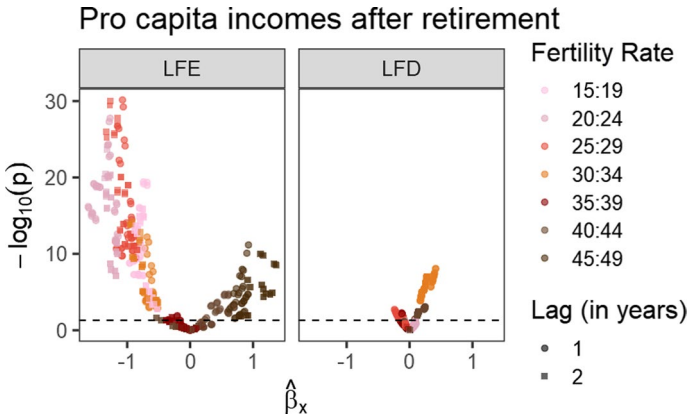 Pro capita incomes after retirement
LFE
LFD
30
20
10
0
− log₁₀(p)
-1
0
1
-1
0
1
β̂ₓ
Fertility Rate
15:19
20:24
25:29
30:34
35:39
40:44
45:49
Lag (in years)
1
2